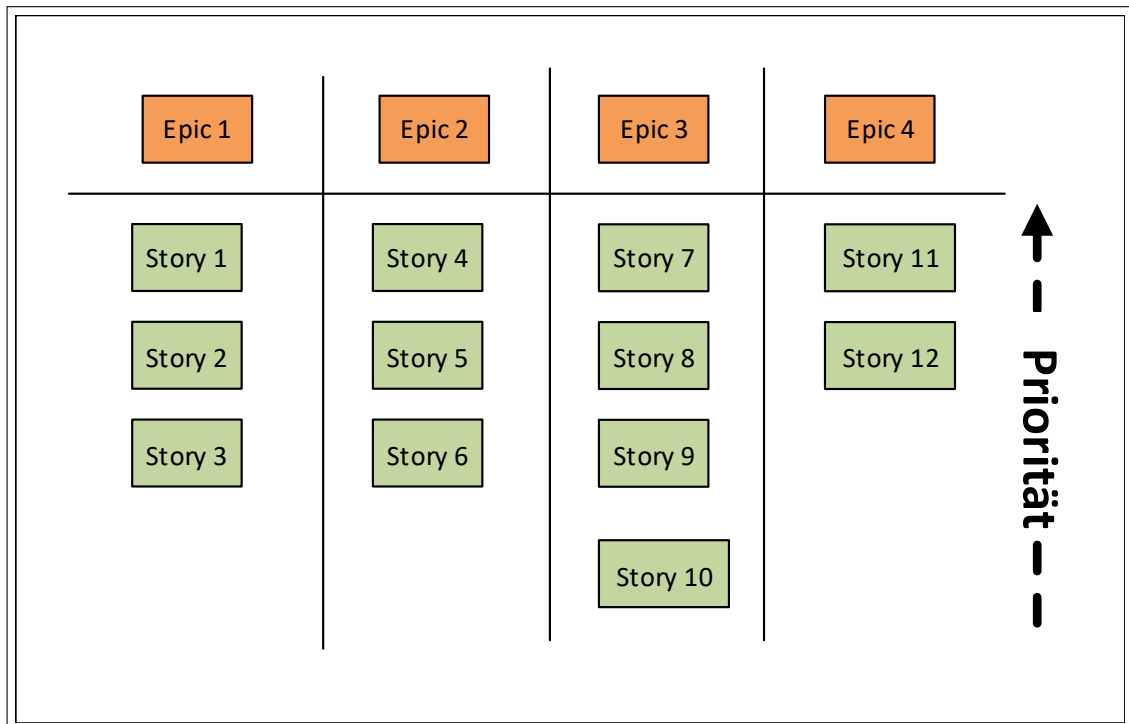 Epic 1
Epic 2
Epic 3
Epic 4
Story 1
Story 4
Story 7
Story 11
Story 2
Story 5
Story 8
Story 12
Story 3
Story 6
Story 9
Story 10
Priorität